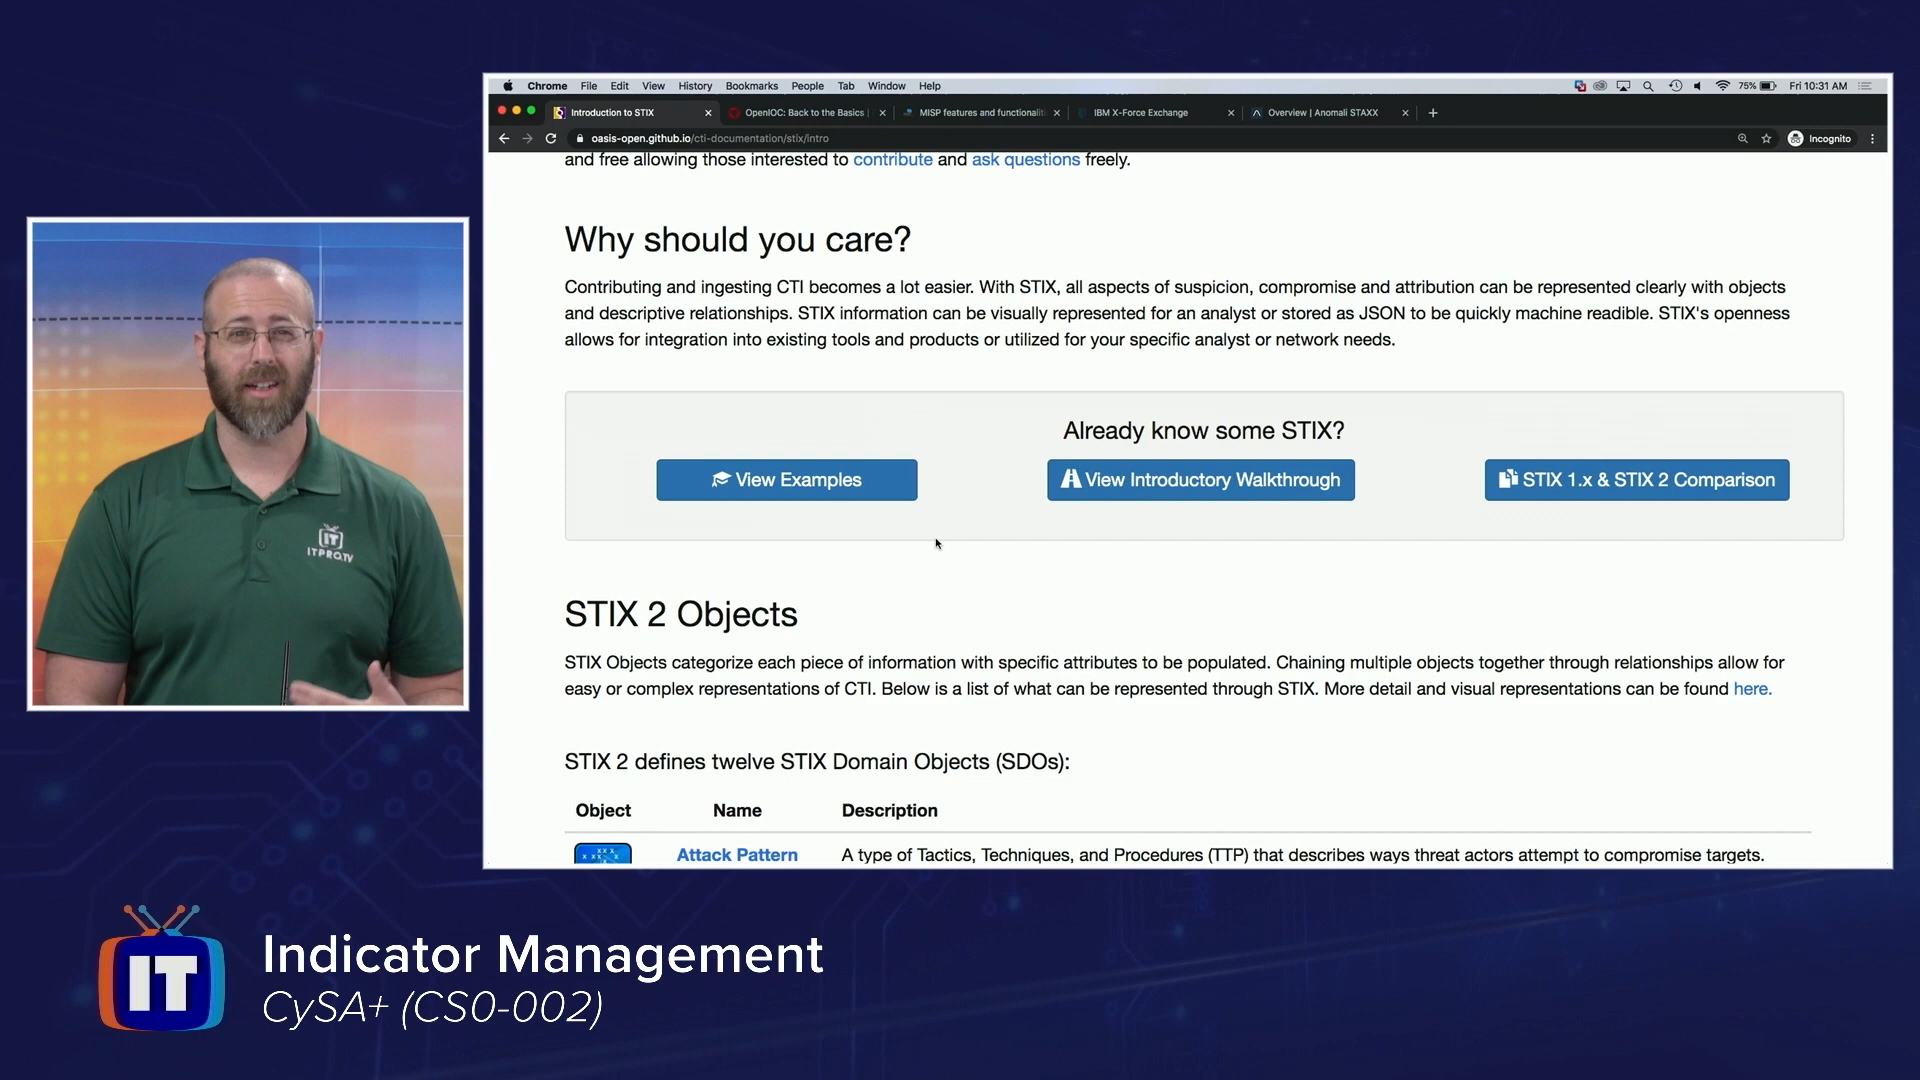 Chrome File Edit View History Bookmarks People Tab Window Help 75% Fri 10:31 AM
Introduction to STIX OpenIOC: Back to the Basics | MISP features and functionaliti IBM X-Force Exchange Overview | Anomali STAXX
oasis-open.github.io/cti-documentation/stix/intro Incognito
and free allowing those interested to contribute and ask questions freely.
Why should you care?
Contributing and ingesting CTI becomes a lot easier. With STIX, all aspects of suspicion, compromise and attribution can be represented clearly with objects
and descriptive relationships. STIX information can be visually represented for an analyst or stored as JSON to be quickly machine readible. STIX's openness
allows for integration into existing tools and products or utilized for your specific analyst or network needs.
Already know some STIX?
View Examples View Introductory Walkthrough STIX 1.x & STIX 2 Comparison
STIX 2 Objects
STIX Objects categorize each piece of information with specific attributes to be populated. Chaining multiple objects together through relationships allow for
easy or complex representations of CTI. Below is a list of what can be represented through STIX. More detail and visual representations can be found here.
STIX 2 defines twelve STIX Domain Objects (SDOs):
Object Name Description
Attack Pattern A type of Tactics, Techniques, and Procedures (TTP) that describes ways threat actors attempt to compromise targets.
IT
ITPRO.TV
IT
Indicator Management
CySA+ (CS0-002)